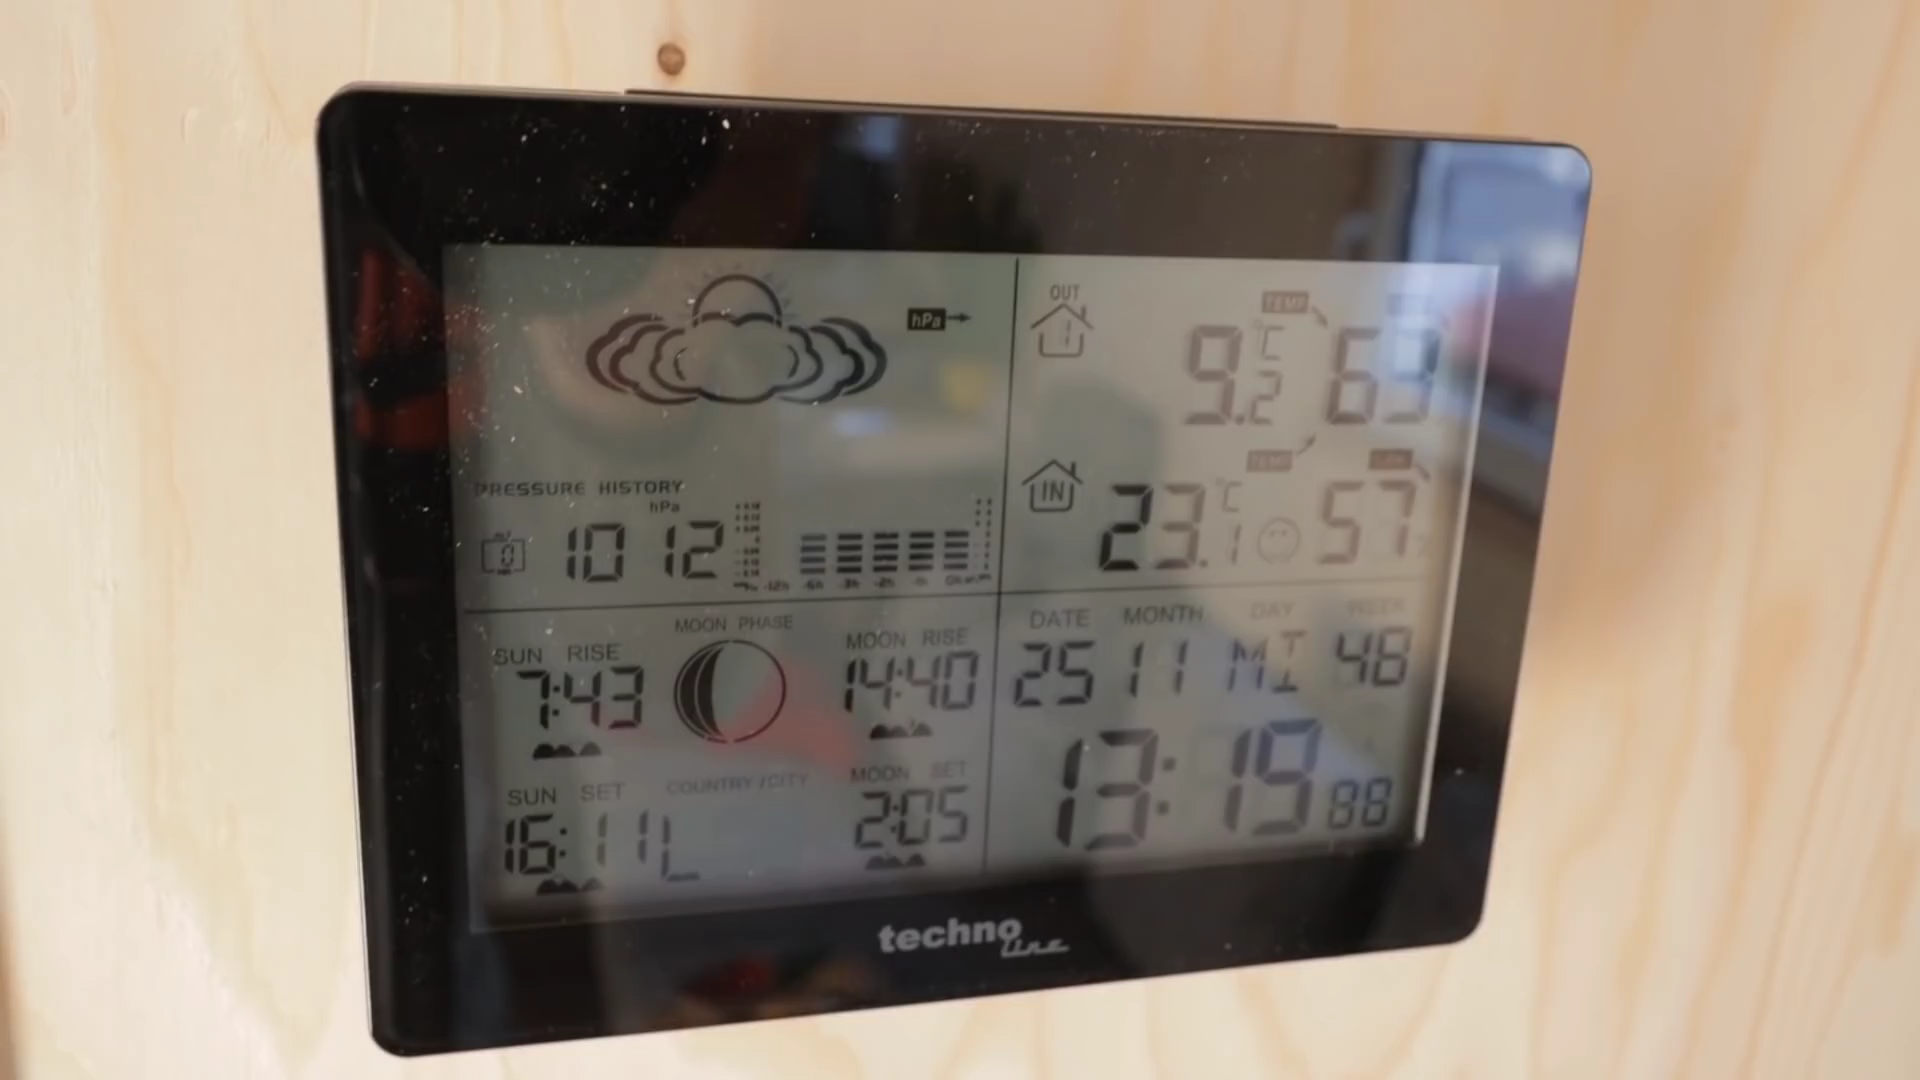 hPa
PRESSURE HISTORY
hPa
0
1012
-12h -6h -3h -2h -1h
OUT
1
TEMP
9.2 °C
63
IN
TEMP
23.1 °C
57
SUN RISE
7:43
MOON PHASE
MOON RISE
14:40
SUN SET
16:11
COUNTRY/CITY
MOON SET
2:05
DATE MONTH DAY WEEK
25 11 MI 48
13:19 88
techno
line